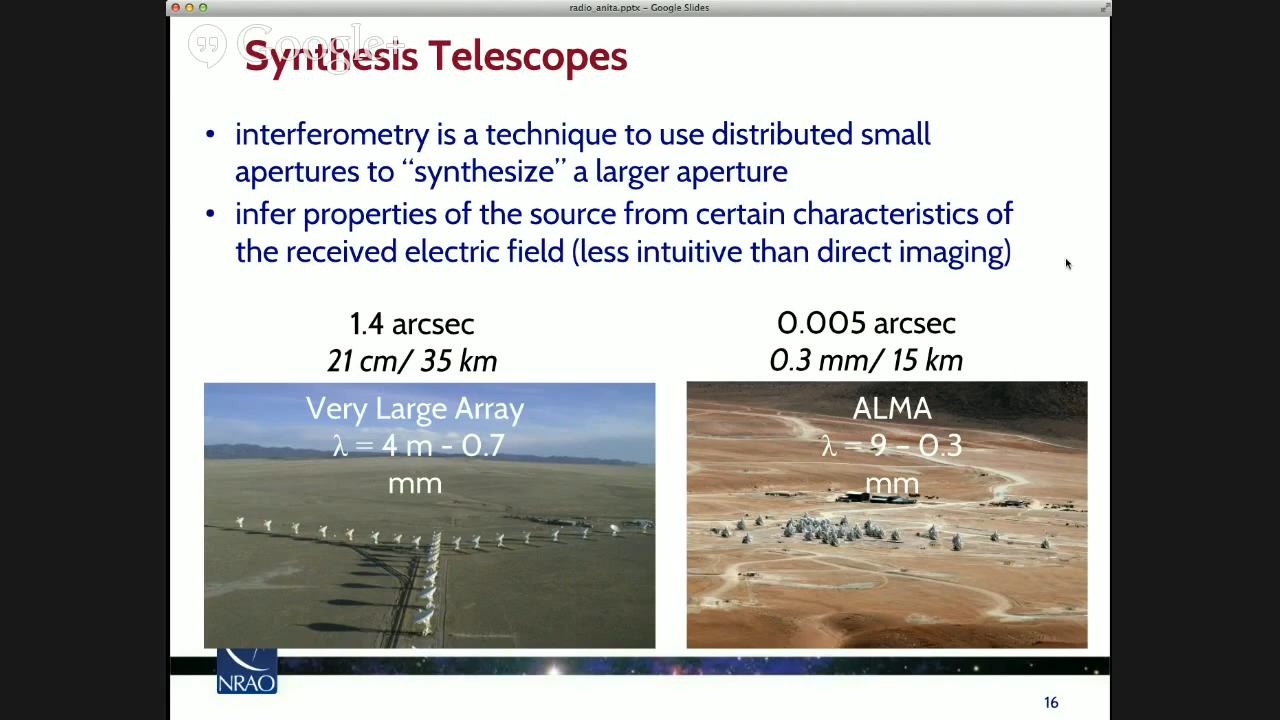 radio_anita.pptx – Google Slides
Google+
Synthesis Telescopes
• interferometry is a technique to use distributed small
apertures to “synthesize” a larger aperture
• infer properties of the source from certain characteristics of
the received electric field (less intuitive than direct imaging)
1.4 arcsec
21 cm/ 35 km
Very Large Array
λ = 4 m - 0.7
mm
0.005 arcsec
0.3 mm/ 15 km
ALMA
λ = 9 – 0.3
mm
NRAO
16